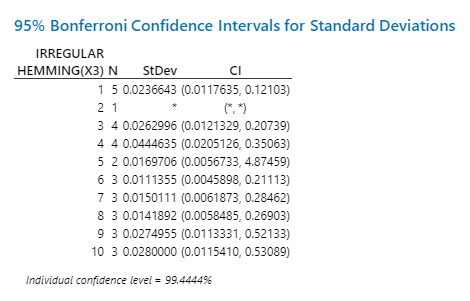 95% Bonferroni Confidence Intervals for Standard Deviations
IRREGULAR
HEMMING(X3) N StDev CI
1 5 0.0236643 (0.0117635, 0.12103)
2 1 * (*, *)
3 4 0.0262996 (0.0121329, 0.20739)
4 4 0.0444635 (0.0205126, 0.35063)
5 2 0.0169706 (0.0056733, 4.87459)
6 3 0.0111355 (0.0045898, 0.21113)
7 3 0.0150111 (0.0061873, 0.28462)
8 3 0.0141892 (0.0058485, 0.26903)
9 3 0.0274955 (0.0113331, 0.52133)
10 3 0.0280000 (0.0115410, 0.53089)
Individual confidence level = 99.4444%